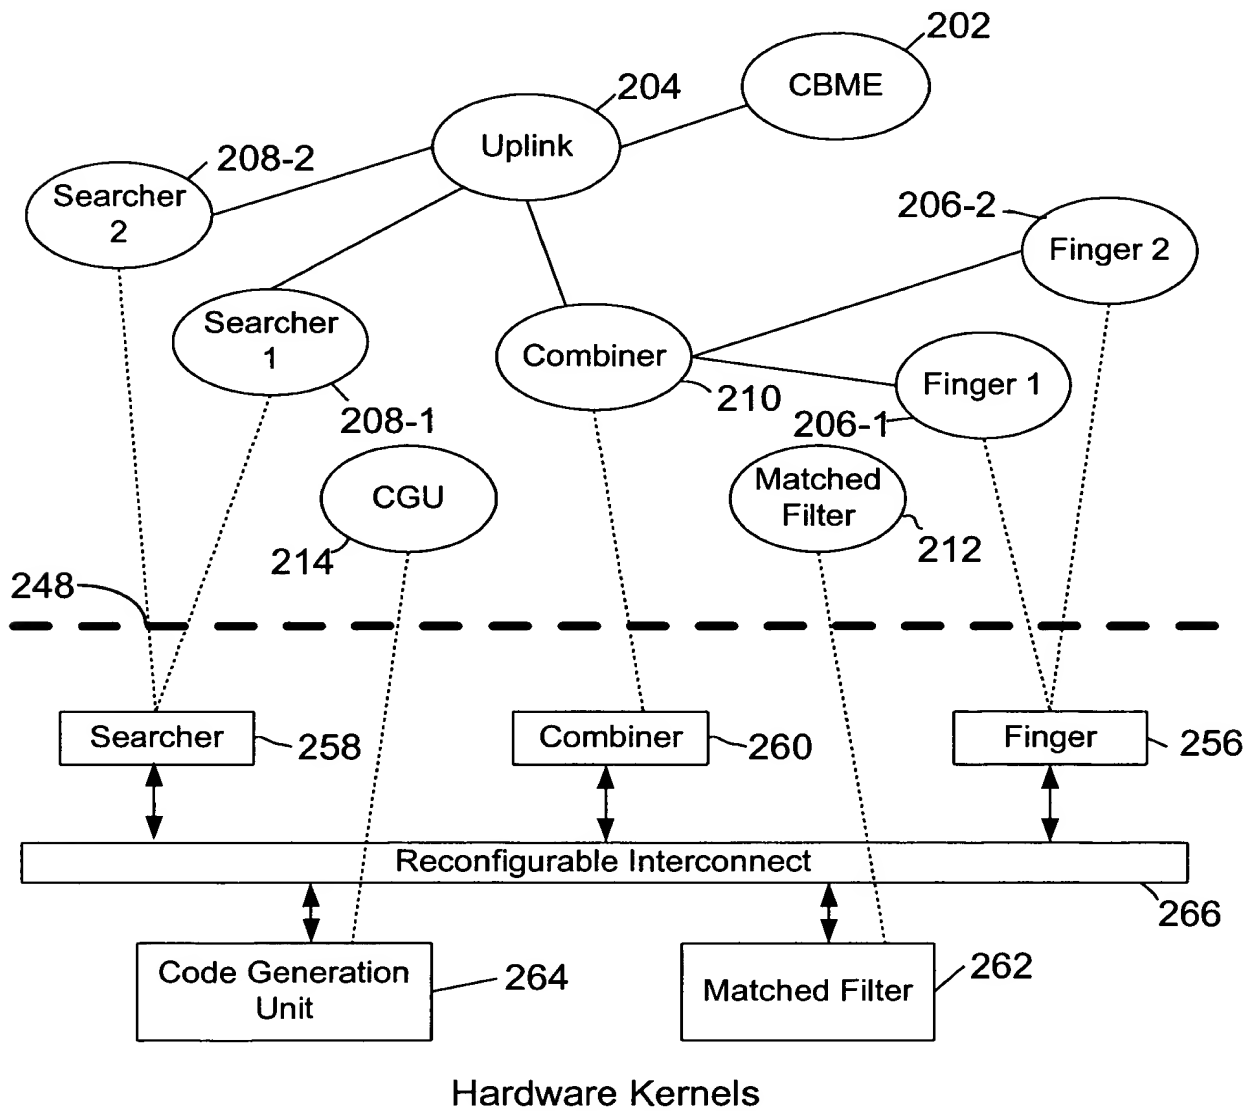 202
CBME
204
Uplink
208-2
Searcher
2
206-2
Finger 2
Searcher
1
Combiner
Finger 1
210
208-1
206-1
CGU
Matched
Filter
214
212
248
Searcher
258
Combiner
260
Finger
256
Reconfigurable Interconnect
266
Code Generation
Unit
264
Matched Filter
262
Hardware Kernels